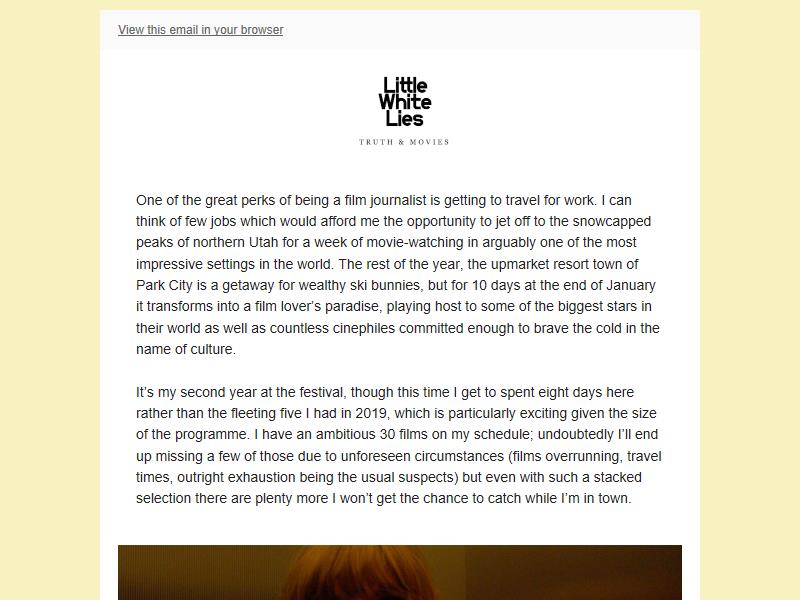 View this email in your browser
Little
White
Lies
TRUTH & MOVIES
One of the great perks of being a film journalist is getting to travel for work. I can
think of few jobs which would afford me the opportunity to jet off to the snowcapped
peaks of northern Utah for a week of movie-watching in arguably one of the most
impressive settings in the world. The rest of the year, the upmarket resort town of
Park City is a getaway for wealthy ski bunnies, but for 10 days at the end of January
it transforms into a film lover’s paradise, playing host to some of the biggest stars in
their world as well as countless cinephiles committed enough to brave the cold in the
name of culture.
It’s my second year at the festival, though this time I get to spent eight days here
rather than the fleeting five I had in 2019, which is particularly exciting given the size
of the programme. I have an ambitious 30 films on my schedule; undoubtedly I’ll end
up missing a few of those due to unforeseen circumstances (films overrunning, travel
times, outright exhaustion being the usual suspects) but even with such a stacked
selection there are plenty more I won’t get the chance to catch while I’m in town.